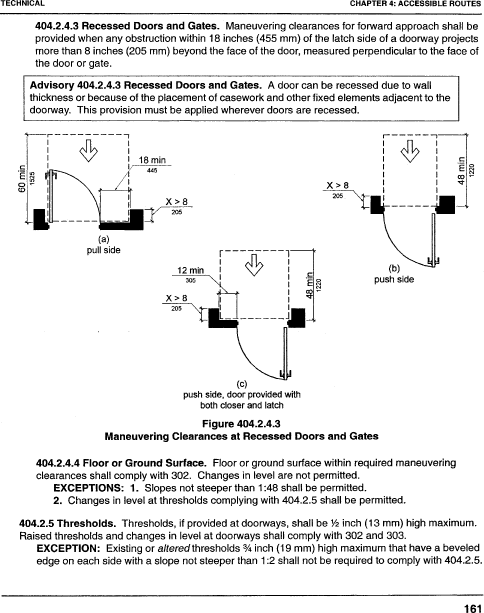 TECHNICAL
CHAPTER 4: ACCESSIBLE ROUTES
404.2.4.3 Recessed Doors and Gates. Maneuvering clearances for forward approach shall be
provided when any obstruction within 18 inches (455 mm) of the latch side of a doorway projects
more than 8 inches (205 mm) beyond the face of the door, measured perpendicular to the face of
the door or gate.
Advisory 404.2.4.3 Recessed Doors and Gates. A door can be recessed due to wall
thickness or because of the placement of casework and other fixed elements adjacent to the
doorway. This provision must be applied wherever doors are recessed.
60 min
1525
18 min
445
X > 8
205
(a)
pull side
X > 8
205
48 min
1220
(b)
push side
12 min
305
X > 8
205
48 min
1220
(c)
push side, door provided with
both closer and latch
Figure 404.2.4.3
Maneuvering Clearances at Recessed Doors and Gates
404.2.4.4 Floor or Ground Surface. Floor or ground surface within required maneuvering
clearances shall comply with 302. Changes in level are not permitted.
EXCEPTIONS: 1. Slopes not steeper than 1:48 shall be permitted.
2. Changes in level at thresholds complying with 404.2.5 shall be permitted.
404.2.5 Thresholds. Thresholds, if provided at doorways, shall be ½ inch (13 mm) high maximum.
Raised thresholds and changes in level at doorways shall comply with 302 and 303.
EXCEPTION: Existing or altered thresholds ¾ inch (19 mm) high maximum that have a beveled
edge on each side with a slope not steeper than 1:2 shall not be required to comply with 404.2.5.
161